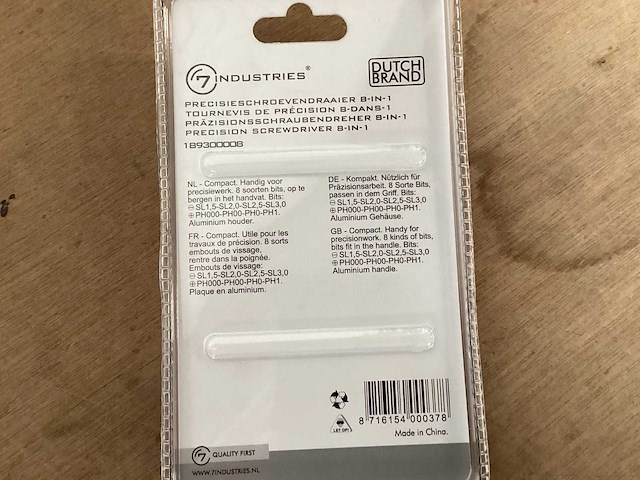 7 INDUSTRIES®
DUTCH
BRAND
PRECISIESCHROEVENDRAAIER 8-IN-1
TOURNEVIS DE PRÉCISION 8-DANS-1
PRÄZISIONSSCHRAUBENDREHER 8-IN-1
PRECISION SCREWDRIVER 8-IN-1
189300008
NL - Compact. Handig voor
precisiewerk. 8 soorten bits, op te
bergen in het handvat. Bits:
⊖SL1,5-SL2,0-SL2,5-SL3,0
⊕PH000-PH00-PH0-PH1.
Aluminium houder.
FR - Compact. Utile pour les
travaux de précision. 8 sorts
embouts de vissage,
rentre dans la poignée.
Embouts de vissage:
⊖SL1,5-SL2,0-SL2,5-SL3,0
⊕PH000-PH00-PH0-PH1.
Plaque en aluminium.
DE - Kompakt. Nützlich für
Präzisionsarbeit. 8 Sorte Bits,
passen in dem Griff. Bits:
⊖SL1,5-SL2,0-SL2,5-SL3,0
⊕PH000-PH00-PH0-PH1.
Aluminium Gehäuse.
GB - Compact. Handy for
precisionwork. 8 kinds of bits,
bits fit in the handle. Bits:
⊖SL1,5-SL2,0-SL2,5-SL3,0
⊕PH000-PH00-PH0-PH1.
Aluminium handle.
LET OP!
8 716154 000378
Made in China.
7 QUALITY FIRST
WWW.7INDUSTRIES.NL